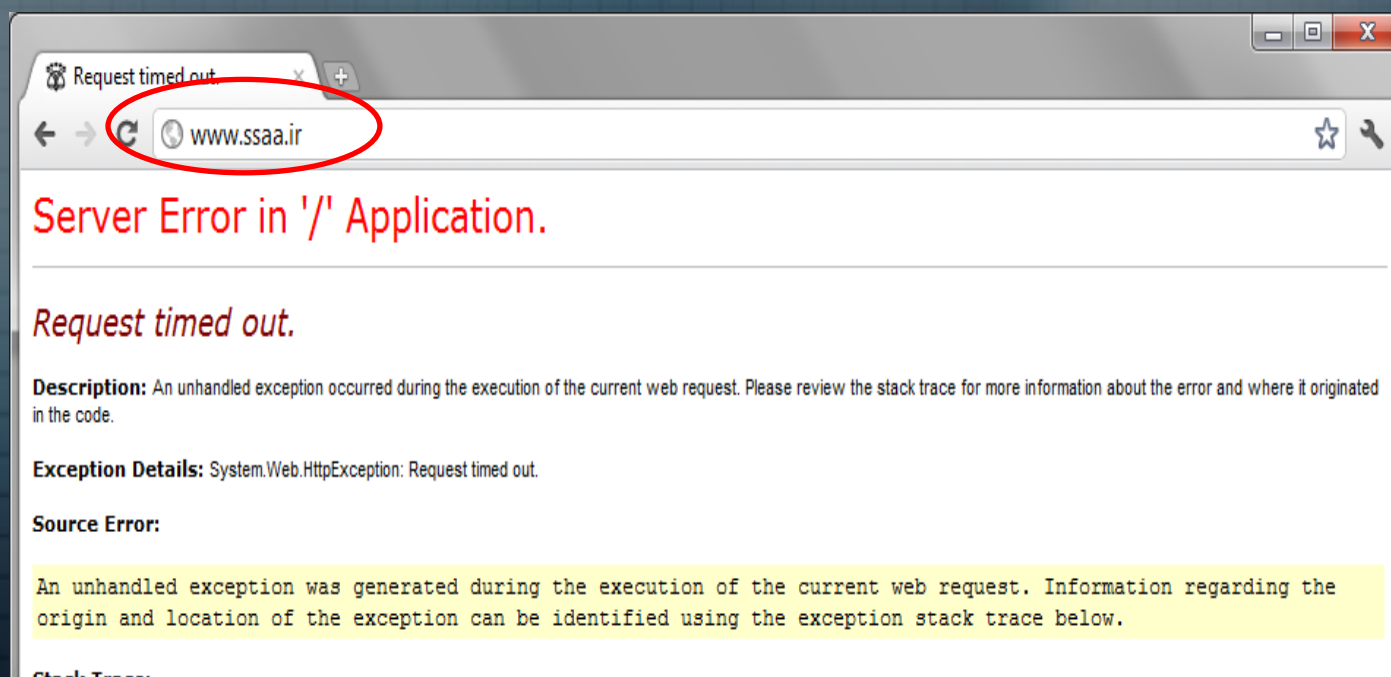 Request timed out.
www.ssaa.ir
Server Error in '/' Application.
Request timed out.
Description: An unhandled exception occurred during the execution of the current web request. Please review the stack trace for more information about the error and where it originated
in the code.
Exception Details: System.Web.HttpException: Request timed out.
Source Error:
An unhandled exception was generated during the execution of the current web request. Information regarding the
origin and location of the exception can be identified using the exception stack trace below.
Stack Trace: